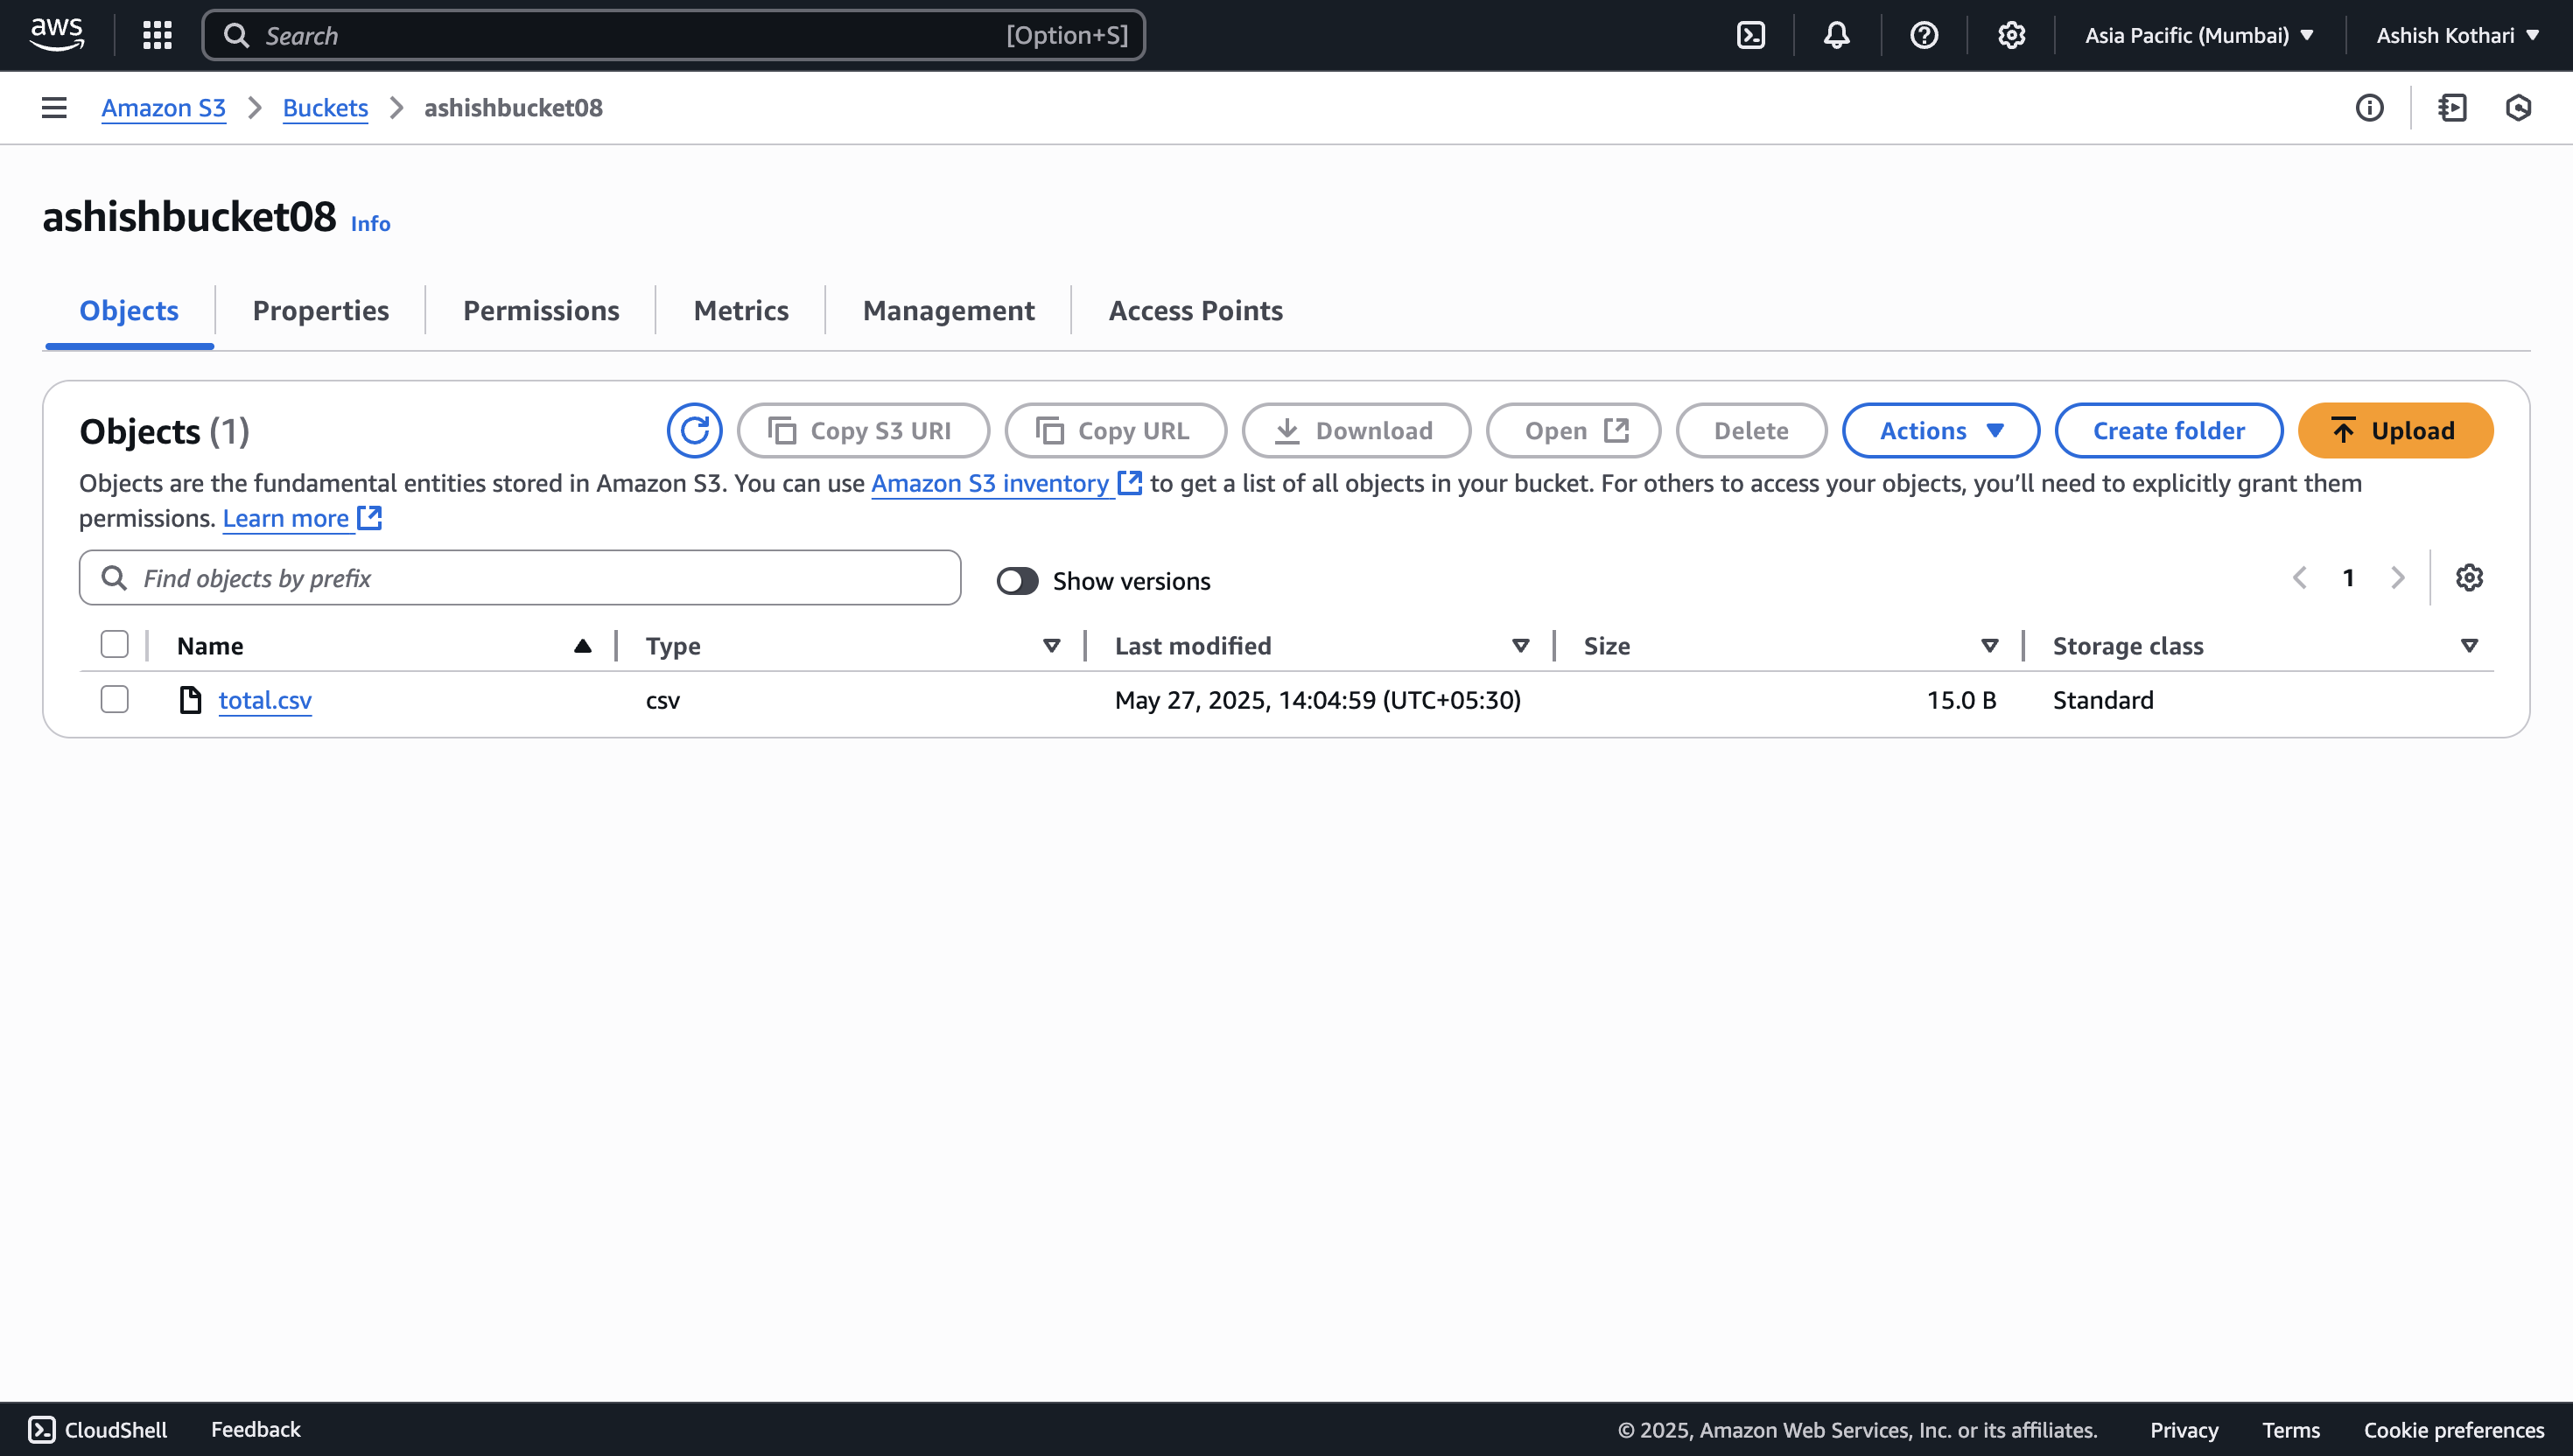 aws Search [Option+S] Asia Pacific (Mumbai) Ashish Kothari
Amazon S3 Buckets ashishbucket08
ashishbucket08 Info
Objects Properties Permissions Metrics Management Access Points
Objects (1) Copy S3 URI Copy URL Download Open Delete Actions Create folder Upload
Objects are the fundamental entities stored in Amazon S3. You can use Amazon S3 inventory to get a list of all objects in your bucket. For others to access your objects, you’ll need to explicitly grant them
permissions. Learn more
Find objects by prefix Show versions 1
Name Type Last modified Size Storage class
total.csv csv May 27, 2025, 14:04:59 (UTC+05:30) 15.0 B Standard
CloudShell Feedback © 2025, Amazon Web Services, Inc. or its affiliates. Privacy Terms Cookie preferences